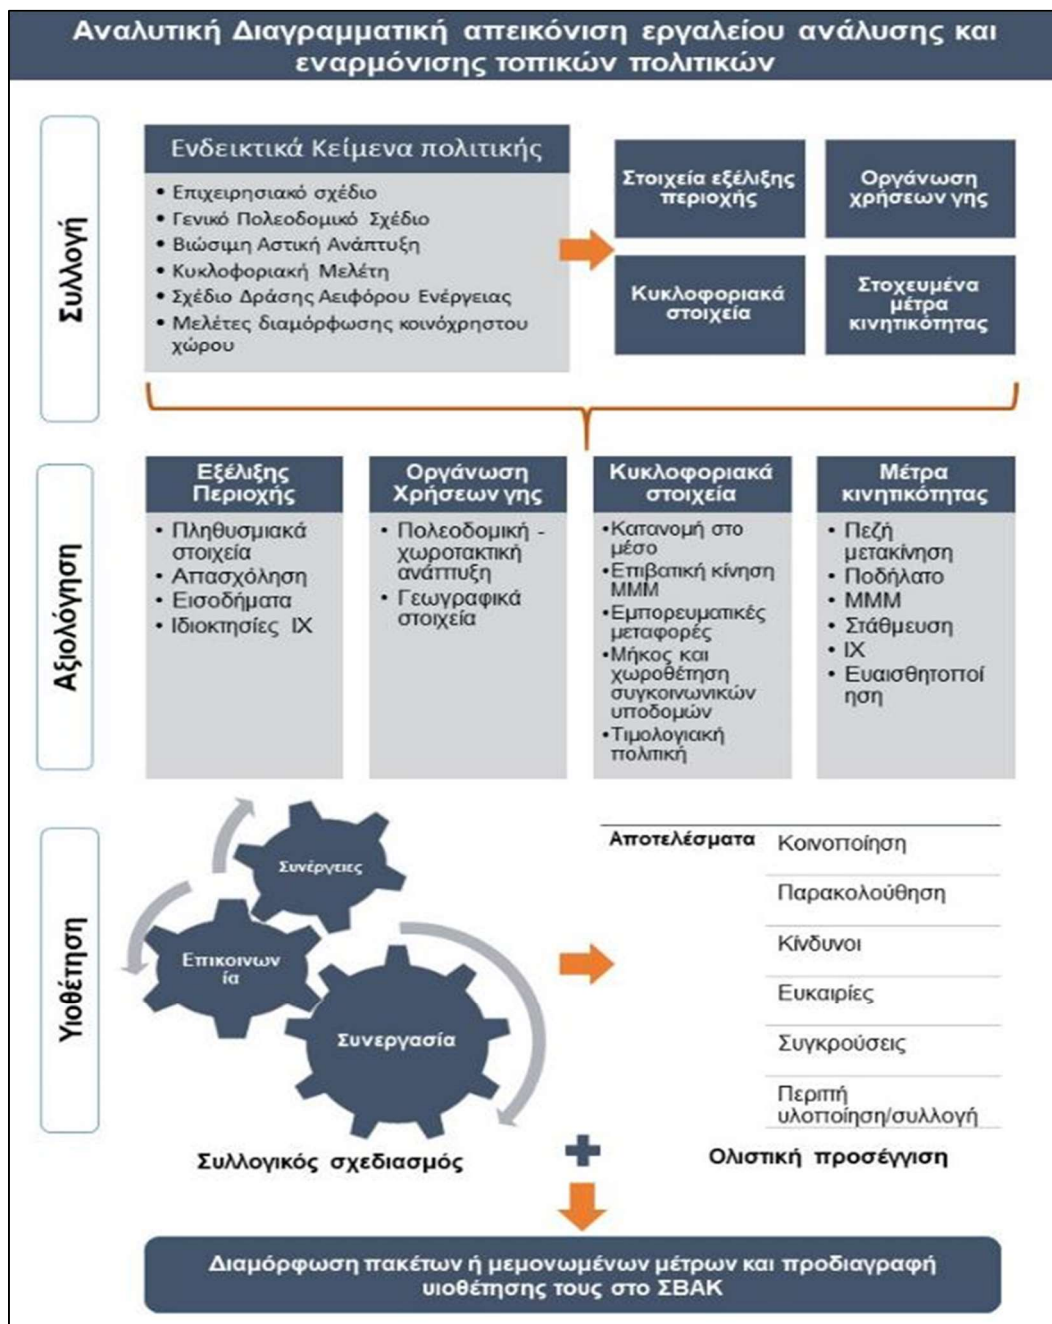 Αναλυτική Διαγραμματική απεικόνιση εργαλείου ανάλυσης και
εναρμόνισης τοπικών πολιτικών
Συλλογή
Ενδεικτικά Κείμενα πολιτικής
• Επιχειρησιακό σχέδιο
• Γενικό Πολεοδομικό Σχέδιο
• Βιώσιμη Αστική Ανάπτυξη
• Κυκλοφοριακή Μελέτη
• Σχέδιο Δράσης Αειφόρου Ενέργειας
• Μελέτες διαμόρφωσης κοινόχρηστου
χώρου
Στοιχεία εξέλιξης
περιοχής
Οργάνωση
χρήσεων γης
Κυκλοφοριακά
στοιχεία
Στοχευμένα
μέτρα
κινητικότητας
Αξιολόγηση
Εξέλιξης
Περιοχής
• Πληθυσμιακά
στοιχεία
• Απασχόληση
• Εισοδήματα
• Ιδιοκτησίες ΙΧ
Οργάνωση
Χρήσεων γης
• Πολεοδομική -
χωροτακτική
ανάπτυξη
• Γεωγραφικά
στοιχεία
Κυκλοφοριακά
στοιχεία
•Κατανομή στο
μέσο
•Επιβατική κίνηση
ΜΜΜ
•Εμπορευματικές
μεταφορές
•Μήκος και
χωροθέτηση
συγκοινωνικών
υποδομών
•Τιμολογιακή
πολιτική
Μέτρα
κινητικότητας
• Πεζή
μετακίνηση
• Ποδήλατο
• ΜΜΜ
• Στάθμευση
• ΙΧ
• Ευαισθητοποί
ηση
Υιοθέτηση
Συνέργειες
Επικοινων
ία
Συνεργασία
Συλλογικός σχεδιασμός
Αποτελέσματα
Κοινοποίηση
Παρακολούθηση
Κίνδυνοι
Ευκαιρίες
Συγκρούσεις
Περιττή
υλοποίηση/συλλογή
Ολιστική προσέγγιση
Διαμόρφωση πακέτων ή μεμονωμένων μέτρων και προδιαγραφή
υιοθέτησης τους στο ΣΒΑΚ